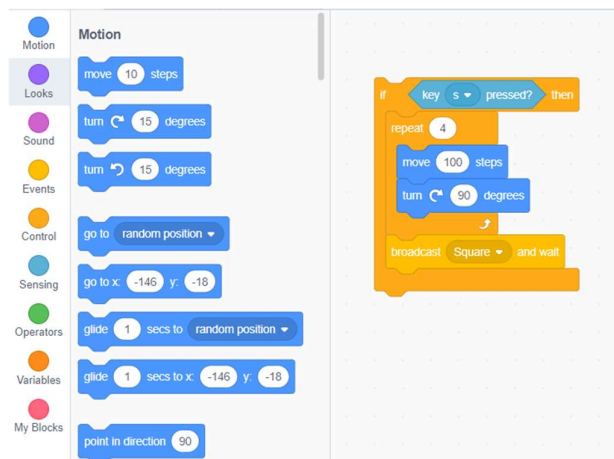 Motion
Looks
Sound
Events
Control
Sensing
Operators
Variables
My Blocks
Motion
move 10 steps
turn 15 degrees
turn 15 degrees
go to random position
go to x: -146 y: -18
glide 1 secs to random position
glide 1 secs to x: -146 y: -18
point in direction 90
if key s pressed? then
repeat 4
move 100 steps
turn 90 degrees
broadcast Square and wait